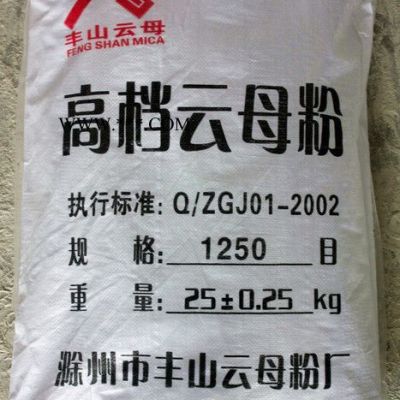 丰山云母
FENG SHAN MICA
高档云母粉
执行标准: Q/ZGJ01-2002
规 格: 1250 目
重 量: 25±0.25 kg
滁州市丰山云母粉厂